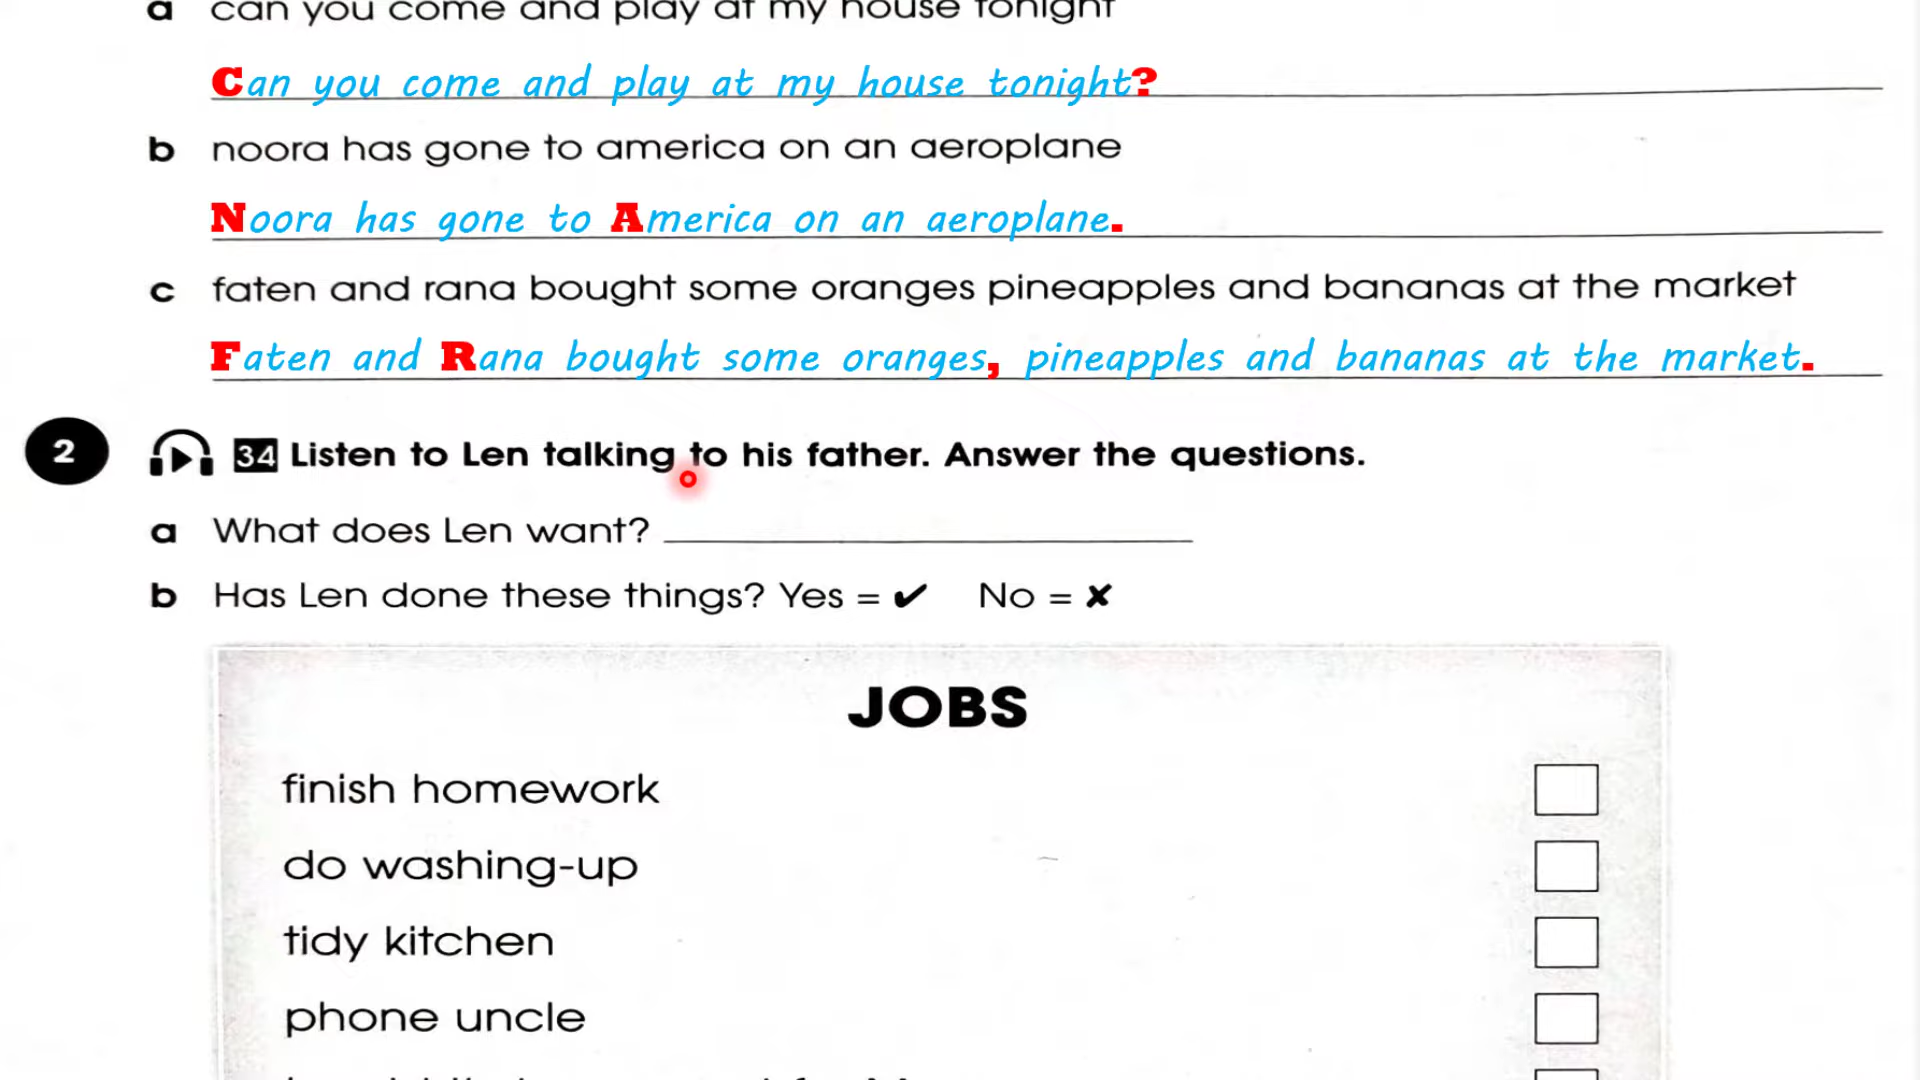 a can you come and play at my house tonight
Can you come and play at my house tonight?
b noora has gone to america on an aeroplane
Noora has gone to America on an aeroplane.
c faten and rana bought some oranges pineapples and bananas at the market
Faten and Rana bought some oranges, pineapples and bananas at the market.
2 34 Listen to Len talking to his father. Answer the questions.
a What does Len want?
b Has Len done these things? Yes = ✔ No = ✘
JOBS
finish homework
do washing-up
tidy kitchen
phone uncle